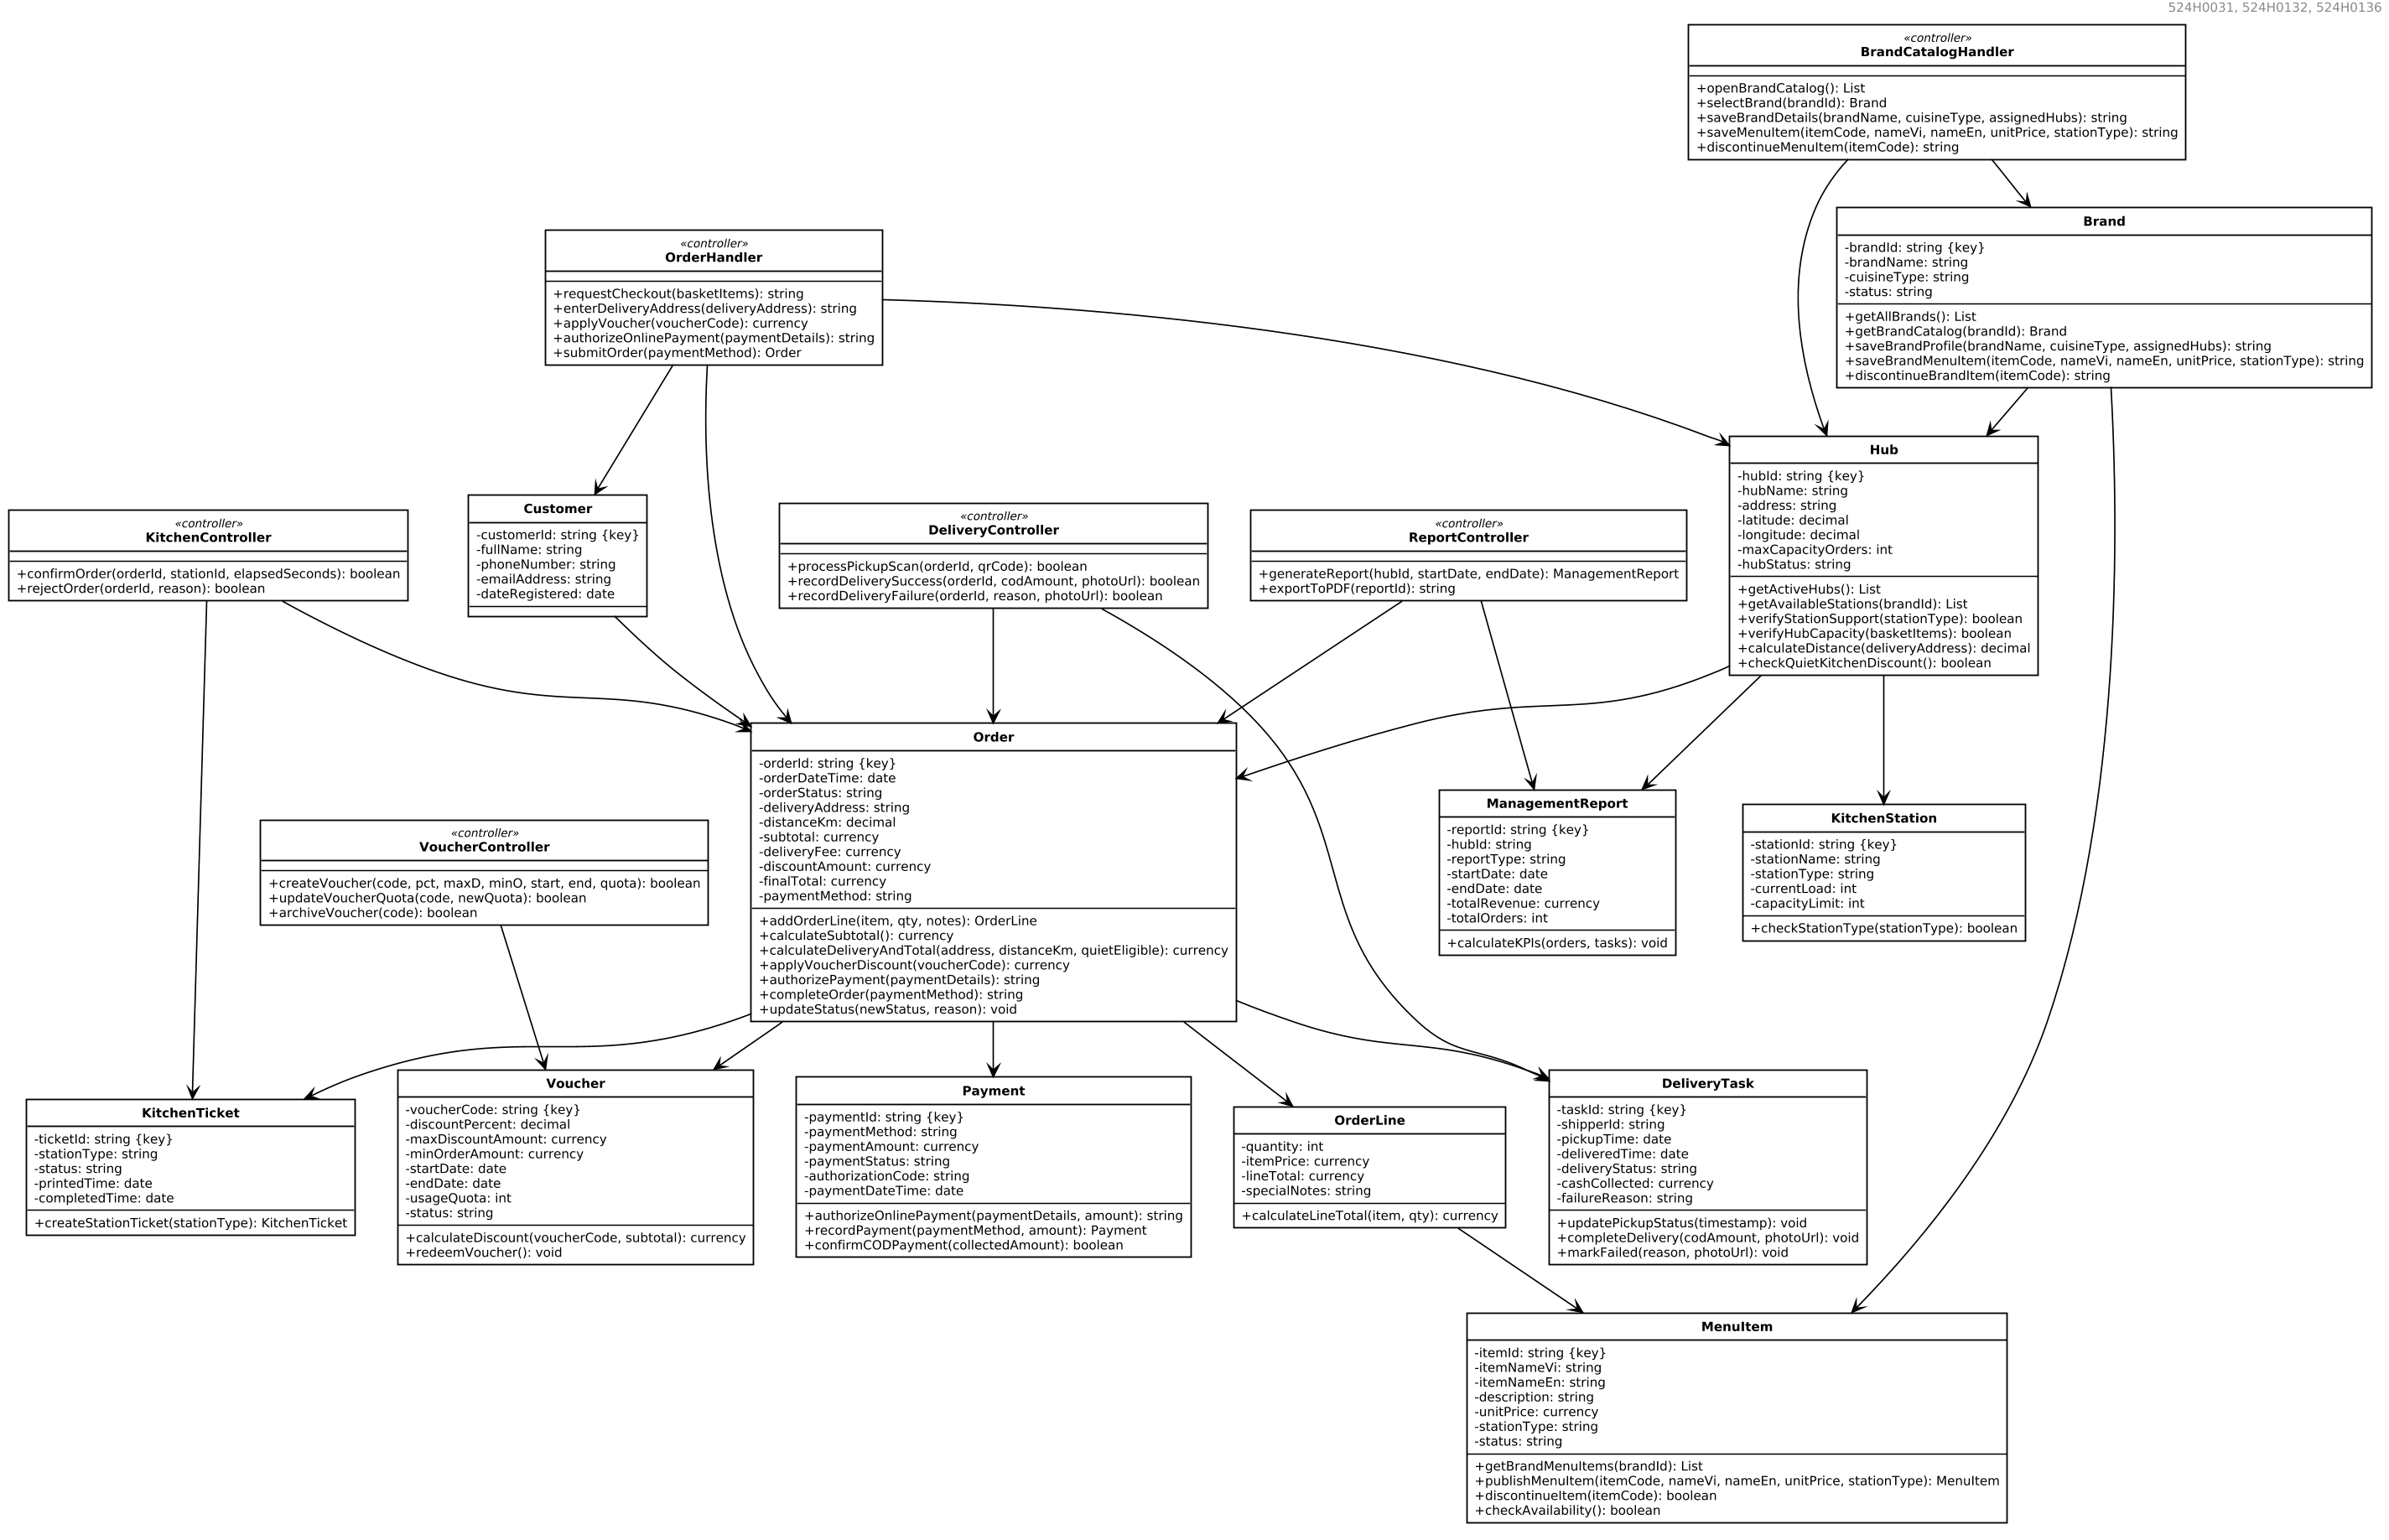 524H0031, 524H0132, 524H0136
«controller»
BrandCatalogHandler
+openBrandCatalog(): List
+selectBrand(brandId): Brand
+saveBrandDetails(brandName, cuisineType, assignedHubs): string
+saveMenuItem(itemCode, nameVi, nameEn, unitPrice, stationType): string
+discontinueMenuItem(itemCode): string
Brand
-brandId: string {key}
-brandName: string
-cuisineType: string
-status: string
+getAllBrands(): List
+getBrandCatalog(brandId): Brand
+saveBrandProfile(brandName, cuisineType, assignedHubs): string
+saveBrandMenuItem(itemCode, nameVi, nameEn, unitPrice, stationType): string
+discontinueBrandItem(itemCode): string
«controller»
OrderHandler
+requestCheckout(basketItems): string
+enterDeliveryAddress(deliveryAddress): string
+applyVoucher(voucherCode): currency
+authorizeOnlinePayment(paymentDetails): string
+submitOrder(paymentMethod): Order
Hub
-hubId: string {key}
-hubName: string
-address: string
-latitude: decimal
-longitude: decimal
-maxCapacityOrders: int
-hubStatus: string
+getActiveHubs(): List
+getAvailableStations(brandId): List
+verifyStationSupport(stationType): boolean
+verifyHubCapacity(basketItems): boolean
+calculateDistance(deliveryAddress): decimal
+checkQuietKitchenDiscount(): boolean
«controller»
KitchenController
+confirmOrder(orderId, stationId, elapsedSeconds): boolean
+rejectOrder(orderId, reason): boolean
Customer
-customerId: string {key}
-fullName: string
-phoneNumber: string
-emailAddress: string
-dateRegistered: date
«controller»
DeliveryController
+processPickupScan(orderId, qrCode): boolean
+recordDeliverySuccess(orderId, codAmount, photoUrl): boolean
+recordDeliveryFailure(orderId, reason, photoUrl): boolean
«controller»
ReportController
+generateReport(hubId, startDate, endDate): ManagementReport
+exportToPDF(reportId): string
Order
-orderId: string {key}
-orderDateTime: date
-orderStatus: string
-deliveryAddress: string
-distanceKm: decimal
-subtotal: currency
-deliveryFee: currency
-discountAmount: currency
-finalTotal: currency
-paymentMethod: string
+addOrderLine(item, qty, notes): OrderLine
+calculateSubtotal(): currency
+calculateDeliveryAndTotal(address, distanceKm, quietEligible): currency
+applyVoucherDiscount(voucherCode): currency
+authorizePayment(paymentDetails): string
+completeOrder(paymentMethod): string
+updateStatus(newStatus, reason): void
ManagementReport
-reportId: string {key}
-hubId: string
-reportType: string
-startDate: date
-endDate: date
-totalRevenue: currency
-totalOrders: int
+calculateKPIs(orders, tasks): void
KitchenStation
-stationId: string {key}
-stationName: string
-stationType: string
-currentLoad: int
-capacityLimit: int
+checkStationType(stationType): boolean
«controller»
VoucherController
+createVoucher(code, pct, maxD, minO, start, end, quota): boolean
+updateVoucherQuota(code, newQuota): boolean
+archiveVoucher(code): boolean
KitchenTicket
-ticketId: string {key}
-stationType: string
-status: string
-printedTime: date
-completedTime: date
+createStationTicket(stationType): KitchenTicket
Voucher
-voucherCode: string {key}
-discountPercent: decimal
-maxDiscountAmount: currency
-minOrderAmount: currency
-startDate: date
-endDate: date
-usageQuota: int
-status: string
+calculateDiscount(voucherCode, subtotal): currency
+redeemVoucher(): void
Payment
-paymentId: string {key}
-paymentMethod: string
-paymentAmount: currency
-paymentStatus: string
-authorizationCode: string
-paymentDateTime: date
+authorizeOnlinePayment(paymentDetails, amount): string
+recordPayment(paymentMethod, amount): Payment
+confirmCODPayment(collectedAmount): boolean
OrderLine
-quantity: int
-itemPrice: currency
-lineTotal: currency
-specialNotes: string
+calculateLineTotal(item, qty): currency
DeliveryTask
-taskId: string {key}
-shipperId: string
-pickupTime: date
-deliveredTime: date
-deliveryStatus: string
-cashCollected: currency
-failureReason: string
+updatePickupStatus(timestamp): void
+completeDelivery(codAmount, photoUrl): void
+markFailed(reason, photoUrl): void
MenuItem
-itemId: string {key}
-itemNameVi: string
-itemNameEn: string
-description: string
-unitPrice: currency
-stationType: string
-status: string
+getBrandMenuItems(brandId): List
+publishMenuItem(itemCode, nameVi, nameEn, unitPrice, stationType): MenuItem
+discontinueItem(itemCode): boolean
+checkAvailability(): boolean